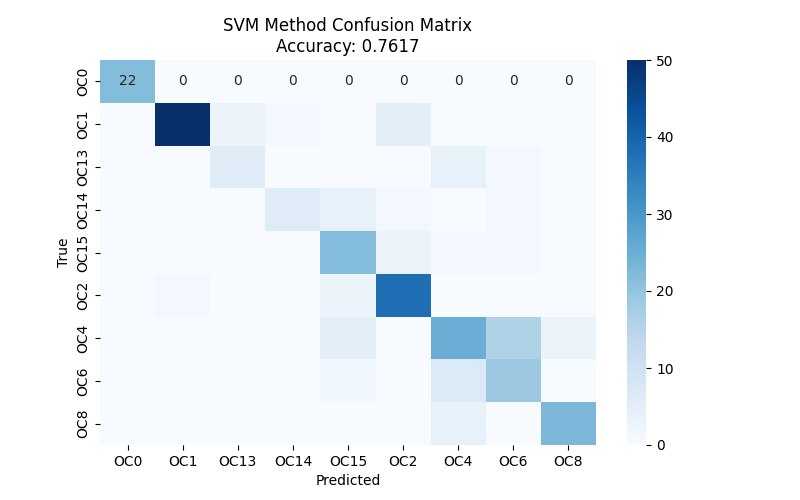 SVM Method Confusion Matrix
Accuracy: 0.7617
OC0 22 0 0 0 0 0 0 0 0
OC1
OC13
OC14
OC15
OC2
OC4
OC6
OC8
True
OC0 OC1 OC13 OC14 OC15 OC2 OC4 OC6 OC8
Predicted
50
40
30
20
10
0